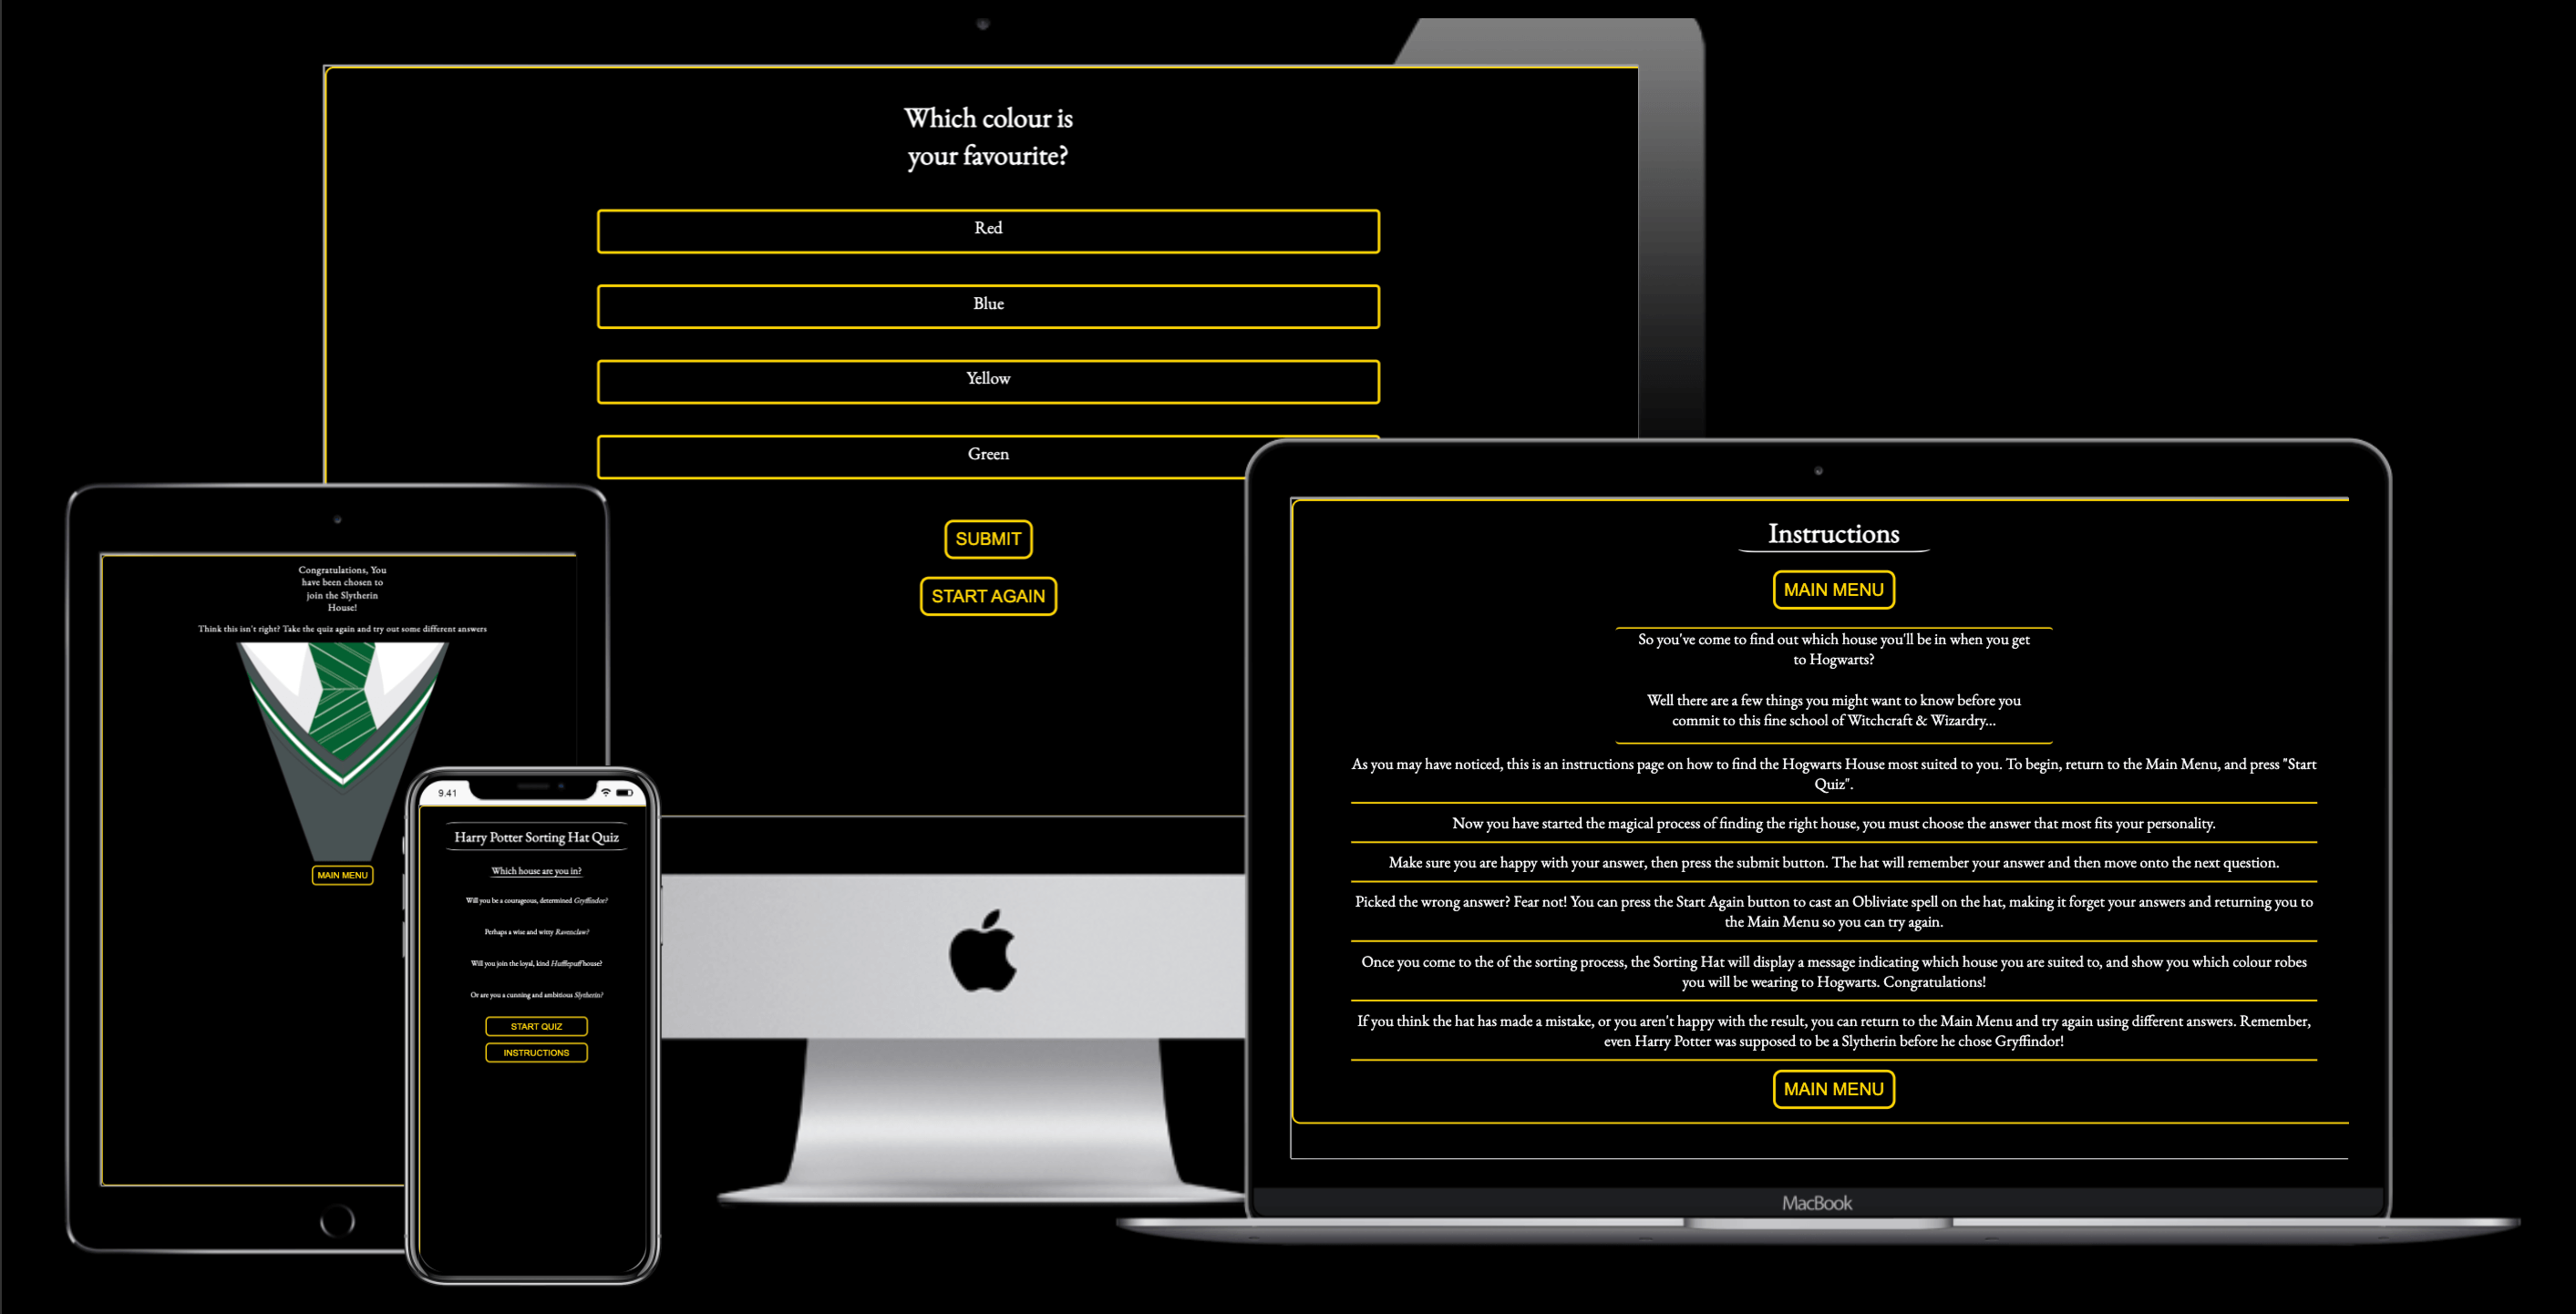 Which colour is
your favourite?
Red
Blue
Yellow
Green
SUBMIT
START AGAIN
Congratulations, You
have been chosen to
join the Slytherin
House!
Think this isn't right? Take the quiz again and try out some different answers
MAIN MENU
9.41
Harry Potter Sorting Hat Quiz
Which house are you in?
Will you be a courageous, determined Gryffindor?
Perhaps a wise and witty Ravenclaw?
Will you join the loyal, kind Hufflepuff house?
Or are you a cunning and ambitious Slytherin?
START QUIZ
INSTRUCTIONS
Instructions
MAIN MENU
So you've come to find out which house you'll be in when you get
to Hogwarts?
Well there are a few things you might want to know before you
commit to this fine school of Witchcraft & Wizardry...
As you may have noticed, this is an instructions page on how to find the Hogwarts House most suited to you. To begin, return to the Main Menu, and press "Start
Quiz".
Now you have started the magical process of finding the right house, you must choose the answer that most fits your personality.
Make sure you are happy with your answer, then press the submit button. The hat will remember your answer and then move onto the next question.
Picked the wrong answer? Fear not! You can press the Start Again button to cast an Obliviate spell on the hat, making it forget your answers and returning you to
the Main Menu so you can try again.
Once you come to the of the sorting process, the Sorting Hat will display a message indicating which house you are suited to, and show you which colour robes
you will be wearing to Hogwarts. Congratulations!
If you think the hat has made a mistake, or you aren't happy with the result, you can return to the Main Menu and try again using different answers. Remember,
even Harry Potter was supposed to be a Slytherin before he chose Gryffindor!
MAIN MENU
MacBook